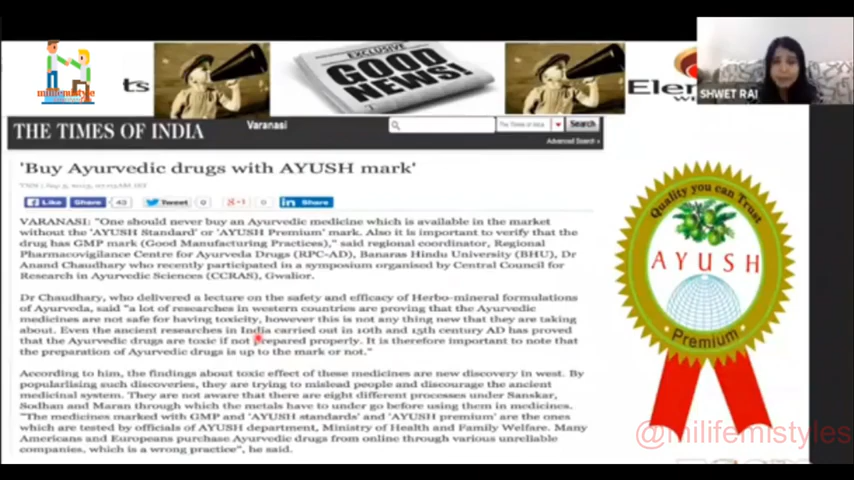 EXCLUSIVE
GOOD
NEWS!
ts
Elem
milifemistyle
SHWET RAI
THE TIMES OF INDIA
Varanasi
The Times of India
Search
Advanced Search »
'Buy Ayurvedic drugs with AYUSH mark'
Like Share 43 Tweet 0 +1 0 in Share
VARANASI: "One should never buy an Ayurvedic medicine which is available in the market
without the 'AYUSH Standard' or 'AYUSH Premium' mark. Also it is important to verify that the
drug has GMP mark (Good Manufacturing Practices)," said regional coordinator, Regional
Pharmacovigilance Centre for Ayurveda Drugs (RPC-AD), Banaras Hindu University (BHU), Dr
Anand Chaudhary who recently participated in a symposium organised by Central Council for
Research in Ayurvedic Sciences (CCRAS), Gwalior.
Dr Chaudhary, who delivered a lecture on the safety and efficacy of Herbo-mineral formulations
of Ayurveda, said "a lot of researches in western countries are proving that the Ayurvedic
medicines are not safe for having toxicity, however this is not any thing new that they are taking
about. Even the ancient researches in India carried out in 10th and 15th century AD has proved
that the Ayurvedic drugs are toxic if not prepared properly. It is therefore important to note that
the preparation of Ayurvedic drugs is up to the mark or not."
According to him, the findings about toxic effect of these medicines are new discovery in west. By
popularising such discoveries, they are trying to mislead people and discourage the ancient
medicinal system. They are not aware that there are eight different processes under Sanskar,
Sodhan and Maran through which the metals have to under go before using them in medicines.
"The medicines marked with GMP and 'AYUSH standards' and 'AYUSH premium' are the ones
which are tested by officials of AYUSH department, Ministry of Health and Family Welfare. Many
Americans and Europeans purchase Ayurvedic drugs from online through various unreliable
companies, which is a wrong practice", he said.
Quality you can Trust
AYUSH
Premium
@milifemistyles